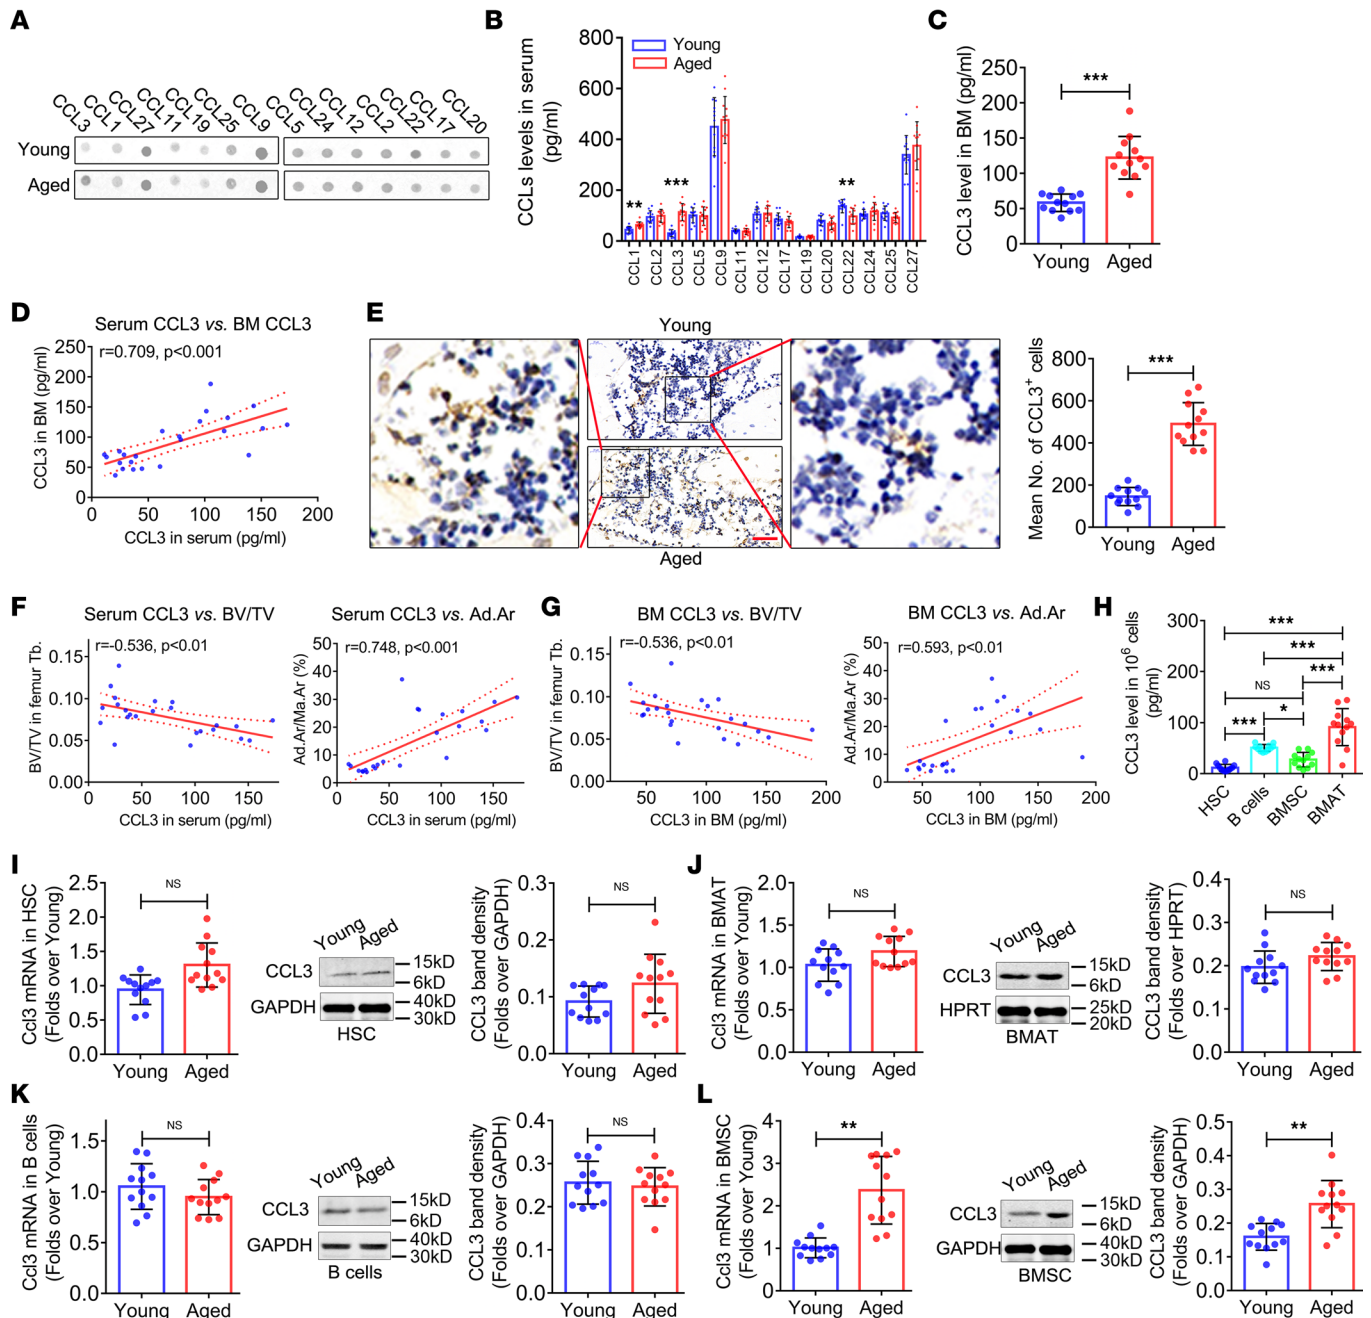 A
CCL3
CCL1
CCL27
CCL11
CCL19
CCL25
CCL9
CCL5
CCL24
CCL12
CCL2
CCL22
CCL17
CCL20
Young
Aged
B
CCLs levels in serum
(pg/ml)
800
600
400
200
0
Young
Aged
**
***
**
CCL1
CCL2
CCL3
CCL5
CCL9
CCL11
CCL12
CCL17
CCL19
CCL20
CCL22
CCL24
CCL25
CCL27
C
CCL3 level in BM (pg/ml)
250
200
150
100
50
0
***
Young
Aged
D
Serum CCL3 vs. BM CCL3
r=0.709, p<0.001
CCL3 in BM (pg/ml)
250
200
150
100
50
0
0
50
100
150
200
CCL3 in serum (pg/ml)
E
Young
Aged
Mean No. of CCL3+ cells
800
600
400
200
0
***
Young
Aged
F
Serum CCL3 vs. BV/TV
r=-0.536, p<0.01
BV/TV in femur Tb.
0.15
0.10
0.05
0.00
0
50
100
150
CCL3 in serum (pg/ml)
Serum CCL3 vs. Ad.Ar
r=0.748, p<0.001
Ad.Ar/Ma.Ar (%)
50
40
30
20
10
0
0
50
100
150
CCL3 in serum (pg/ml)
G
BM CCL3 vs. BV/TV
r=-0.536, p<0.01
BV/TV in femur Tb.
0.15
0.10
0.05
0.00
50
100
150
200
CCL3 in BM (pg/ml)
BM CCL3 vs. Ad.Ar
r=0.593, p<0.01
Ad.Ar/Ma.Ar (%)
50
40
30
20
10
0
50
100
150
200
CCL3 in BM (pg/ml)
H
CCL3 level in 10⁶ cells
(pg/ml)
300
200
100
0
***
***
***
NS
*
***
HSC
B cells
BMSC
BMAT
I
Ccl3 mRNA in HSC
(Folds over Young)
2.5
2.0
1.5
1.0
0.5
0.0
NS
Young
Aged
Young
Aged
CCL3
15kD
6kD
GAPDH
40kD
30kD
HSC
CCL3 band density
(Folds over GAPDH)
0.3
0.2
0.1
0.0
NS
Young
Aged
J
Ccl3 mRNA in BMAT
(Folds over Young)
2.0
1.5
1.0
0.5
0.0
NS
Young
Aged
Young
Aged
CCL3
15kD
6kD
HPRT
25kD
20kD
BMAT
CCL3 band density
(Folds over HPRT)
0.4
0.3
0.2
0.1
0.0
NS
Young
Aged
K
Ccl3 mRNA in B cells
(Folds over Young)
1.5
1.0
0.5
0.0
NS
Young
Aged
Young
Aged
CCL3
15kD
6kD
GAPDH
40kD
30kD
B cells
CCL3 band density
(Folds over GAPDH)
0.4
0.3
0.2
0.1
0.0
NS
Young
Aged
L
Ccl3 mRNA in BMSC
(Folds over Young)
4
3
2
1
0
**
Young
Aged
Young
Aged
CCL3
15kD
6kD
GAPDH
40kD
30kD
BMSC
CCL3 band density
(Folds over GAPDH)
0.5
0.4
0.3
0.2
0.1
0.0
**
Young
Aged